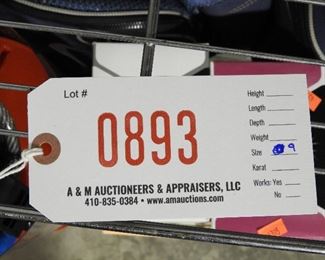 Lot #
0893
A & M AUCTIONEERS & APPRAISERS, LLC
410-835-0384 • www.amauctions.com
Height
Length
Depth
Weight
Size 9
Karat
Works: Yes
No